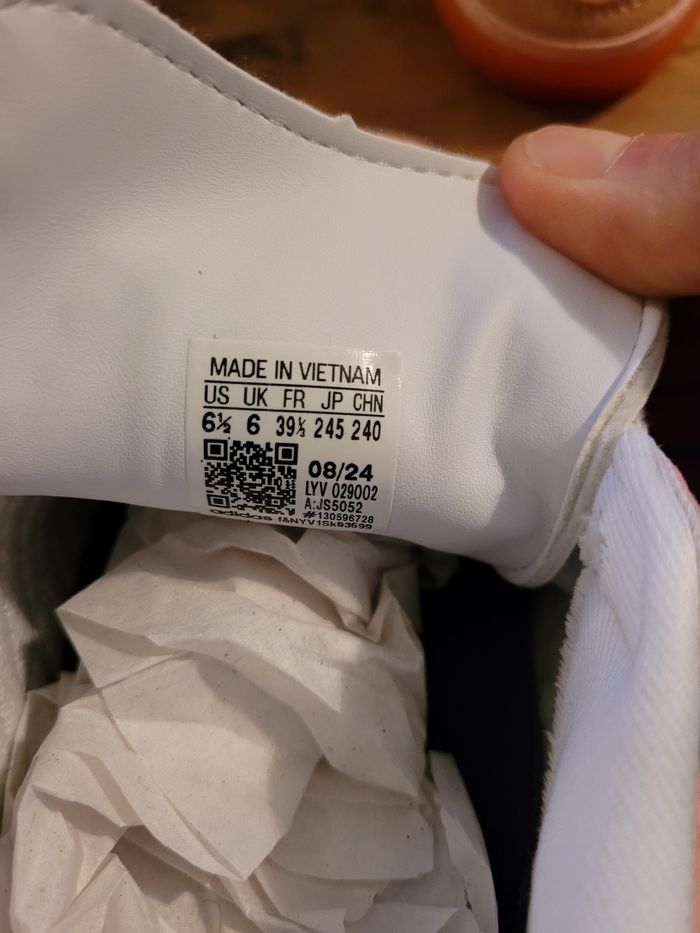 MADE IN VIETNAM
US UK FR JP CHN
6½ 6 39⅓ 245 240
08/24
LYV 029002
A:JS5052
#130596728
adidas